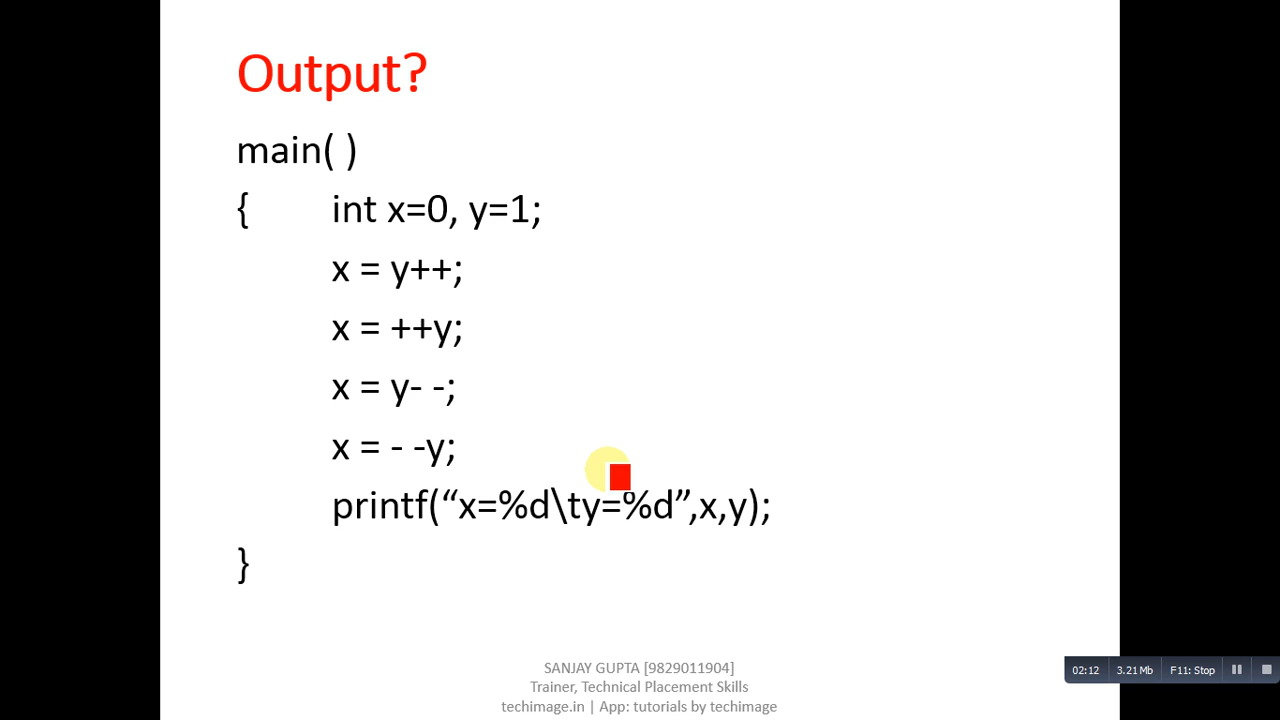 Output?
main( )
{ int x=0, y=1;
x = y++;
x = ++y;
x = y- -;
x = - -y;
printf(“x=%d\ty=%d”,x,y);
}
SANJAY GUPTA [9829011904]
Trainer, Technical Placement Skills
techimage.in | App: tutorials by techimage
02:12 3.21 Mb F11: Stop